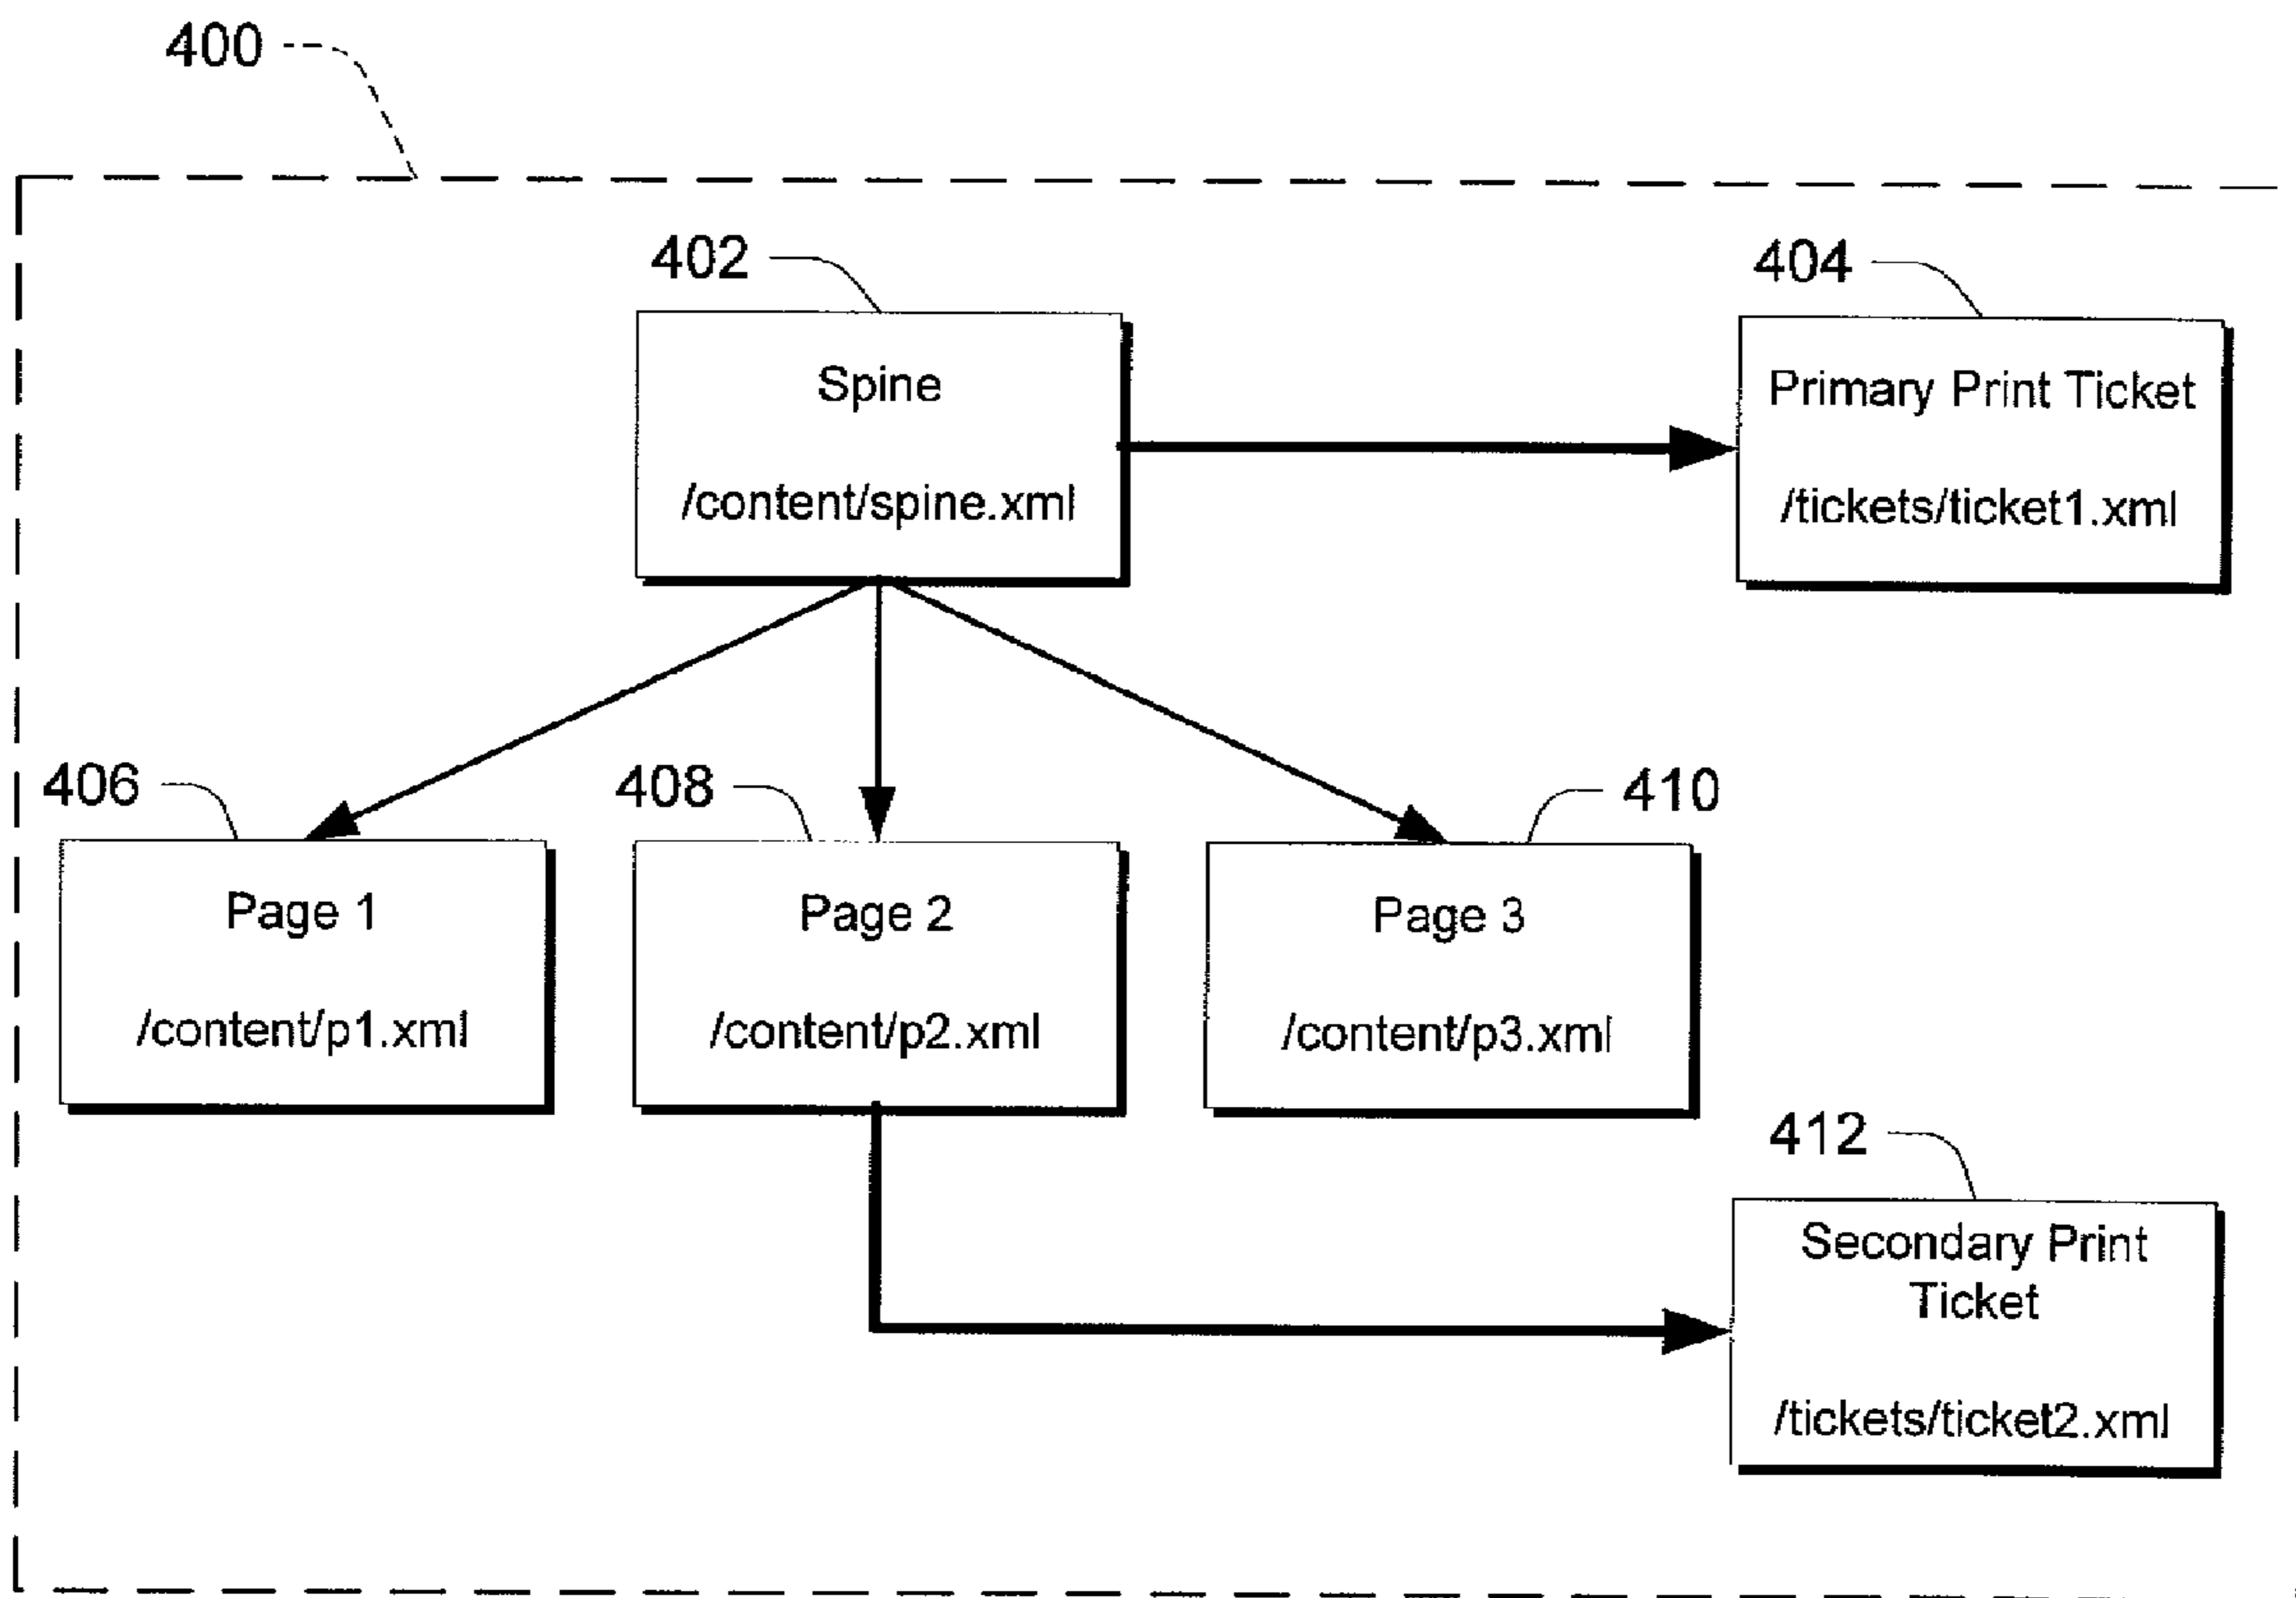 400
402
404
Spine
/content/spine.xml
Primary Print Ticket
/tickets/ticket1.xml
406
408
410
Page 1
/content/p1.xml
Page 2
/content/p2.xml
Page 3
/content/p3.xml
412
Secondary Print
Ticket
/tickets/ticket2.xml